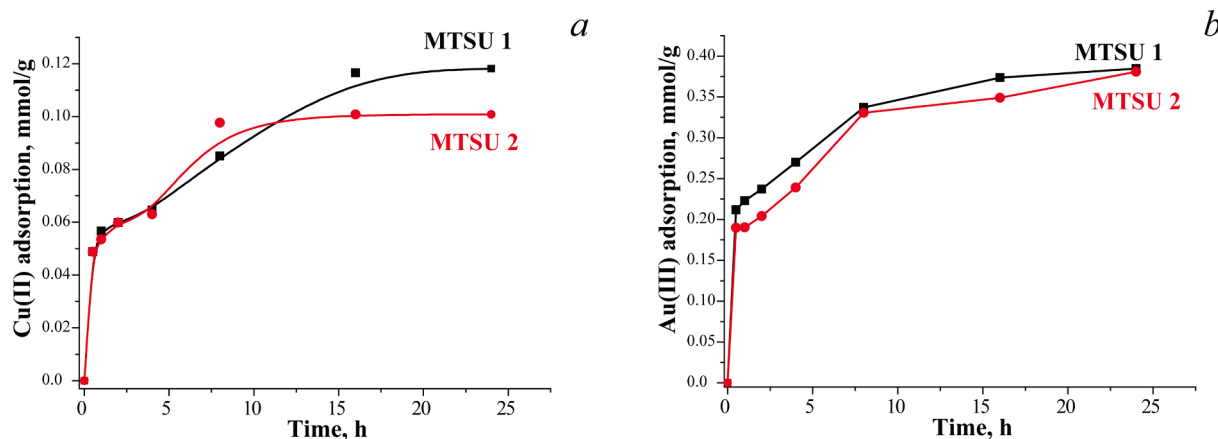 a
MTSU 1
MTSU 2
Cu(II) adsorption, mmol/g
0.12
0.10
0.08
0.06
0.04
0.02
0.0
0 5 10 15 20 25
Time, h
b
MTSU 1
MTSU 2
Au(III) adsorption, mmol/g
0.40
0.35
0.30
0.25
0.20
0.15
0.10
0.05
0.0
0 5 10 15 20 25
Time, h